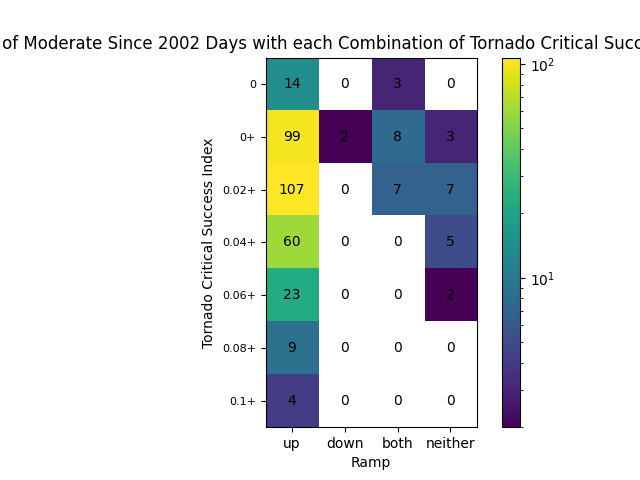 of Moderate Since 2002 Days with each Combination of Tornado Critical
Tornado Critical Success Index
0 14 0 3 0
0+ 99 2 8 3
0.02+ 107 0 7 7
0.04+ 60 0 0 5
0.06+ 23 0 0 2
0.08+ 9 0 0 0
0.1+ 4 0 0 0
up down both neither
Ramp
10²
10¹